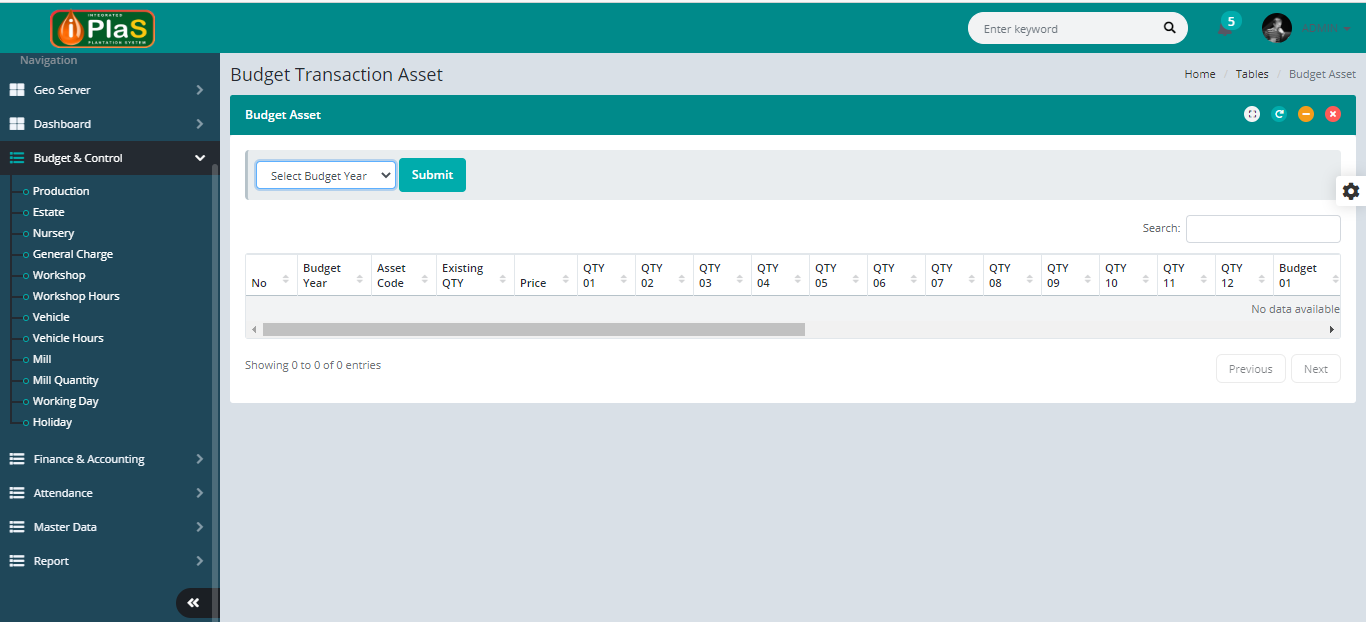 INTEGRATED
iPlaS
PLANTATION SYSTEM
Enter keyword
5
ADMIN
Navigation
Geo Server
Dashboard
Budget & Control
Production
Estate
Nursery
General Charge
Workshop
Workshop Hours
Vehicle
Vehicle Hours
Mill
Mill Quantity
Working Day
Holiday
Finance & Accounting
Attendance
Master Data
Report
Budget Transaction Asset
Home / Tables / Budget Asset
Budget Asset
Select Budget Year Submit
Search:
No Budget Year Asset Code Existing QTY Price QTY 01 QTY 02 QTY 03 QTY 04 QTY 05 QTY 06 QTY 07 QTY 08 QTY 09 QTY 10 QTY 11 QTY 12 Budget 01
No data available
Showing 0 to 0 of 0 entries
Previous Next